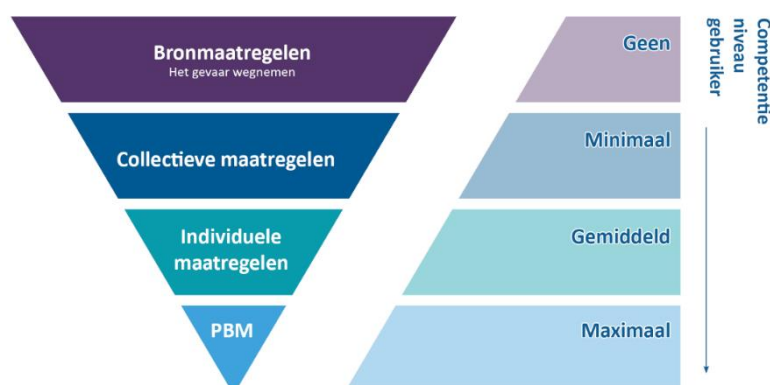 Bronmaatregelen
Het gevaar wegnemen
Geen
Collectieve maatregelen
Minimaal
Individuele
maatregelen
Gemiddeld
PBM
Maximaal
Competentie
niveau
gebruiker